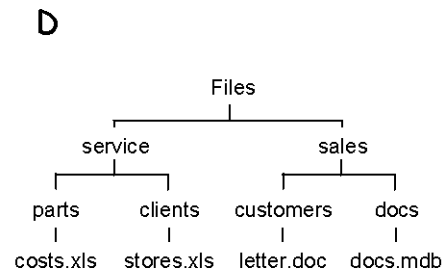 D
Files
service sales
parts clients customers docs
costs.xls stores.xls letter.doc docs.mdb